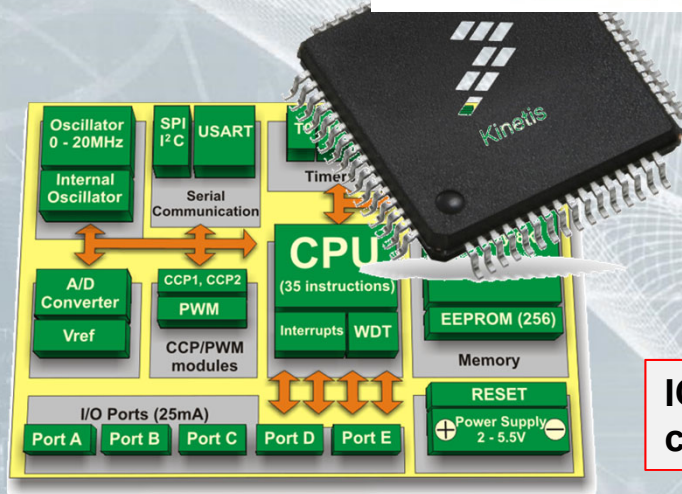 Kinetis
Oscillator
0 - 20MHz
Internal
Oscillator
SPI
I²C
USART
Serial
Communication
Timers
CPU
(35 instructions)
Interrupts
WDT
A/D
Converter
Vref
CCP1, CCP2
PWM
CCP/PWM
modules
EEPROM (256)
Memory
I/O Ports (25mA)
Port A
Port B
Port C
Port D
Port E
RESET
+
Power Supply
2 - 5.5V
−